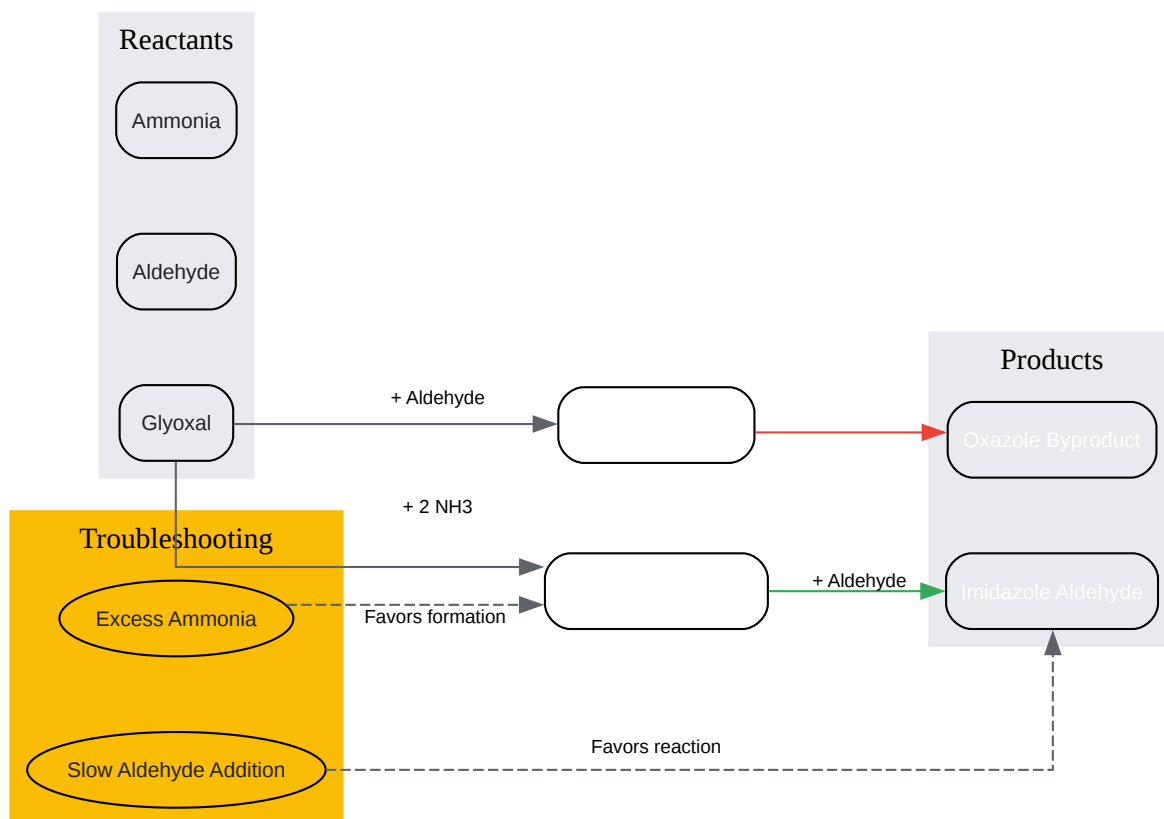 Reactants
Ammonia
Aldehyde
Glyoxal
+ Aldehyde
+ 2 NH3
Products
Oxazole Byproduct
Imidazole Aldehyde
+ Aldehyde
Troubleshooting
Excess Ammonia
Favors formation
Slow Aldehyde Addition
Favors reaction